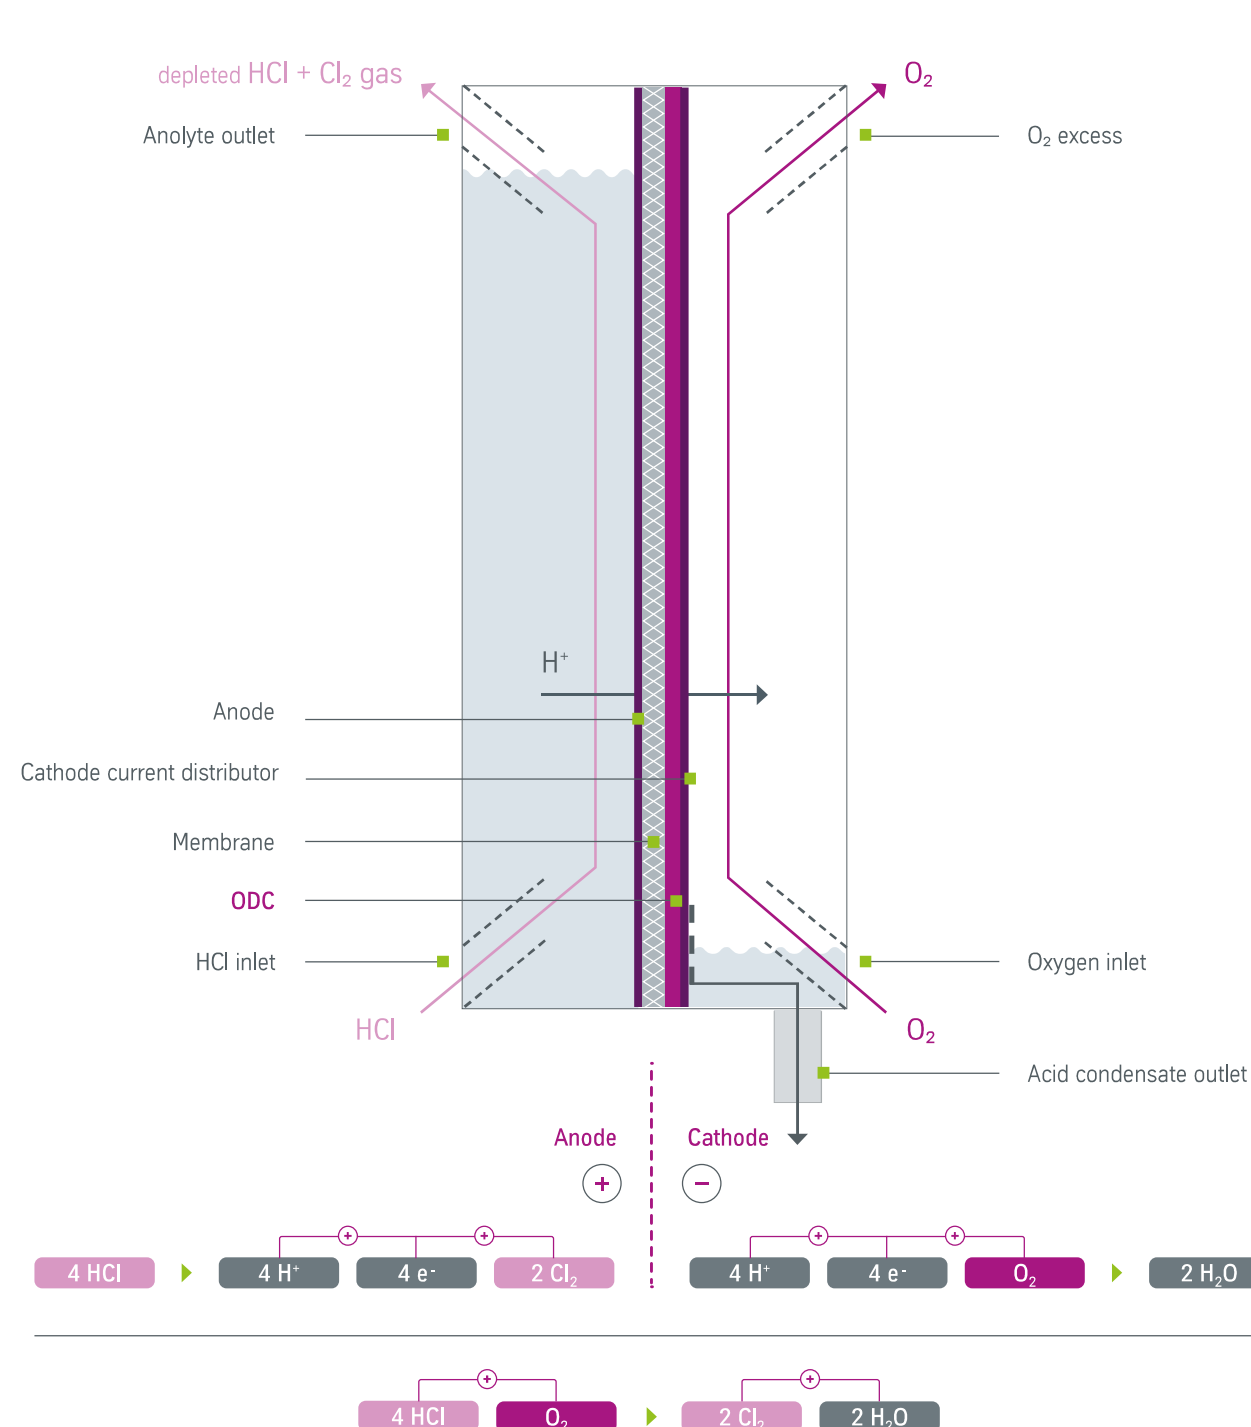 depleted HCl + Cl₂ gas
O₂
Anolyte outlet
O₂ excess
H⁺
Anode
Cathode current distributor
Membrane
ODC
HCl inlet
Oxygen inlet
HCl
O₂
Acid condensate outlet
Anode
Cathode
+
−
+ + + +
4 HCl 4 H⁺ 4 e⁻ 2 Cl₂ 4 H⁺ 4 e⁻ O₂ 2 H₂O
+ +
4 HCl O₂ 2 Cl₂ 2 H₂O